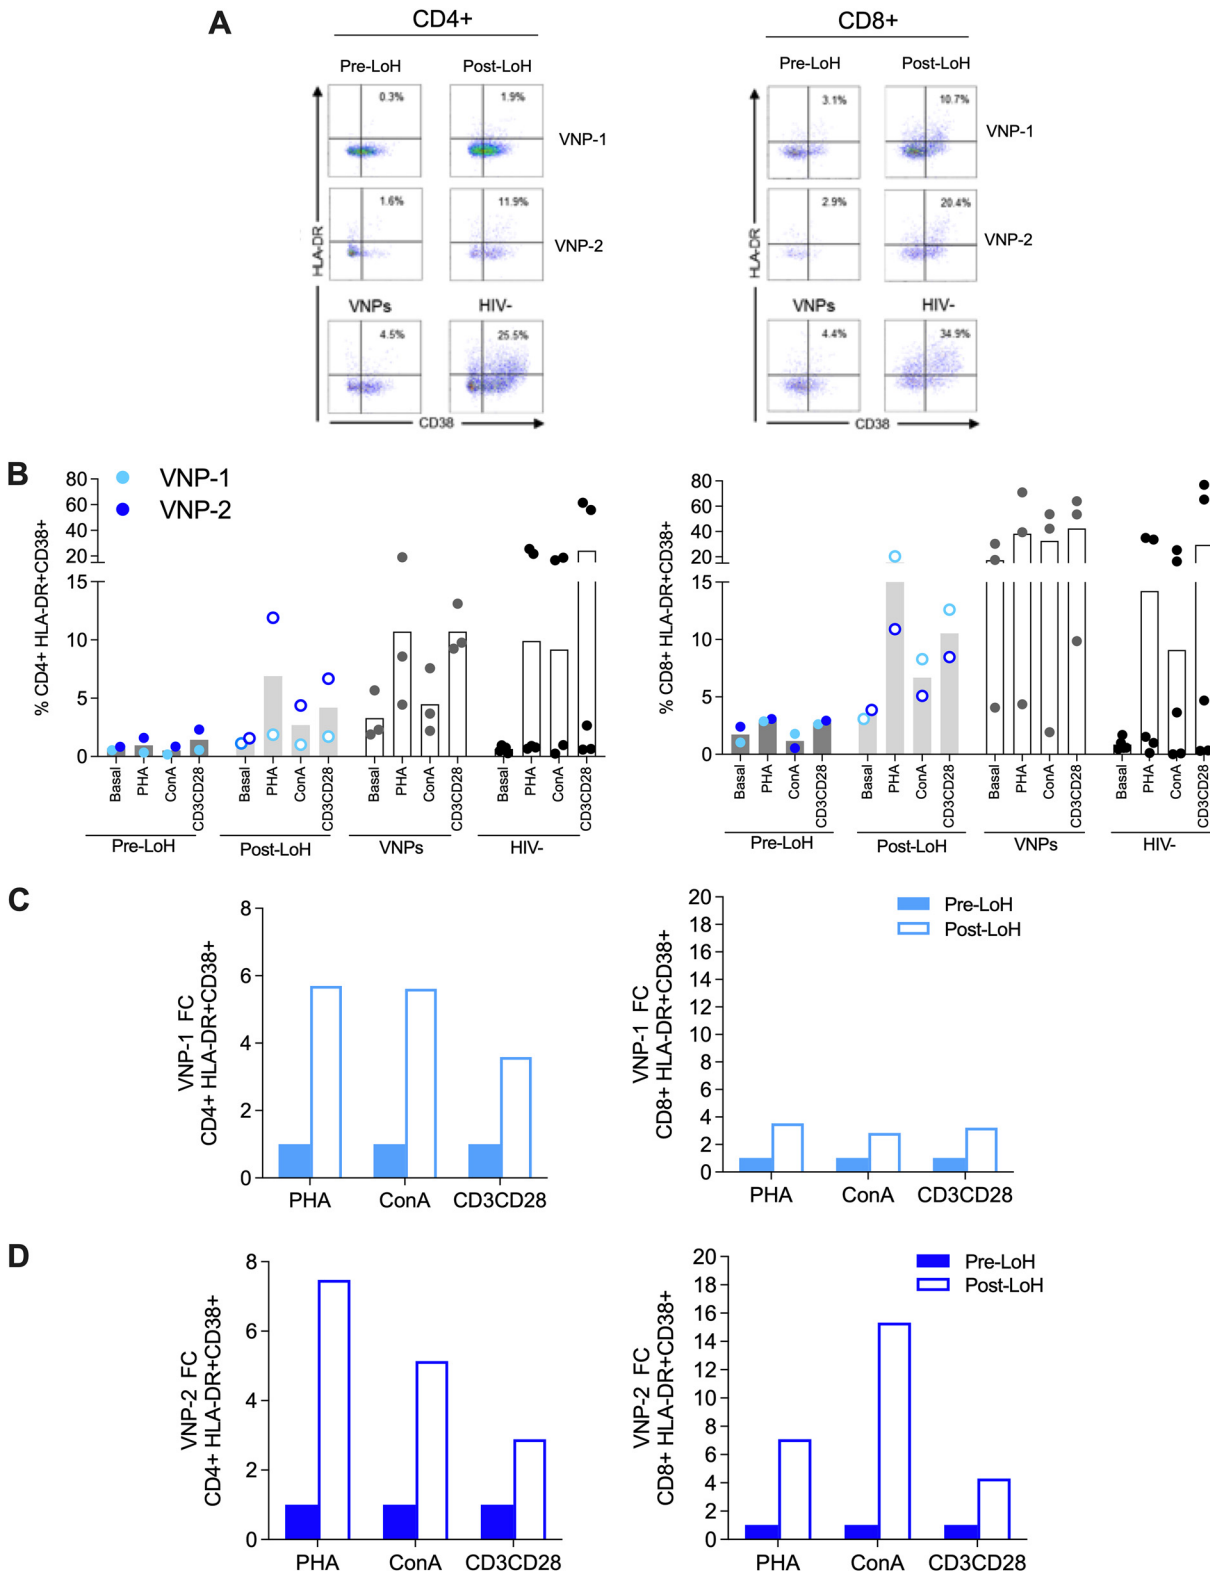 A
CD4+
CD8+
Pre-LoH
Post-LoH
Pre-LoH
Post-LoH
0.3%
1.9%
VNP-1
3.1%
10.7%
VNP-1
1.6%
11.9%
VNP-2
2.9%
20.4%
VNP-2
HLA-DR
HLA-DR
VNPs
HIV-
VNPs
HIV-
4.5%
25.5%
4.4%
34.9%
CD38
CD38
B
VNP-1
VNP-2
% CD4+ HLA-DR+CD38+
80
60
40
20
15
10
5
0
Basal
PHA
ConA
CD3CD28
Basal
PHA
ConA
CD3CD28
Basal
PHA
ConA
CD3CD28
Basal
PHA
ConA
CD3CD28
Pre-LoH
Post-LoH
VNPs
HIV-
% CD8+ HLA-DR+CD38+
80
60
40
20
15
10
5
0
Basal
PHA
ConA
CD3CD28
Basal
PHA
ConA
CD3CD28
Basal
PHA
ConA
CD3CD28
Basal
PHA
ConA
CD3CD28
Pre-LoH
Post-LoH
VNPs
HIV-
C
VNP-1 FC
CD4+ HLA-DR+CD38+
8
6
4
2
0
PHA
ConA
CD3CD28
VNP-1 FC
CD8+ HLA-DR+CD38+
20
18
16
14
12
10
8
6
4
2
0
Pre-LoH
Post-LoH
PHA
ConA
CD3CD28
D
VNP-2 FC
CD4+ HLA-DR+CD38+
8
6
4
2
0
PHA
ConA
CD3CD28
VNP-2 FC
CD8+ HLA-DR+CD38+
20
18
16
14
12
10
8
6
4
2
0
Pre-LoH
Post-LoH
PHA
ConA
CD3CD28